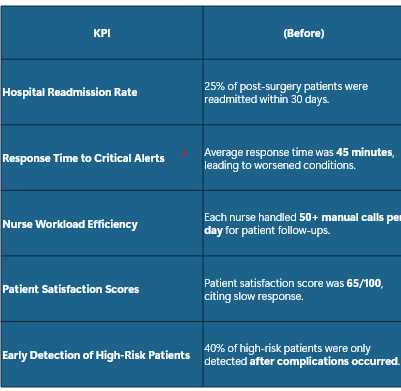 KPI
(Before)
Hospital Readmission Rate
25% of post-surgery patients were
readmitted within 30 days.
Response Time to Critical Alerts
Average response time was 45 minutes,
leading to worsened conditions.
Nurse Workload Efficiency
Each nurse handled 50+ manual calls per
day for patient follow-ups.
Patient Satisfaction Scores
Patient satisfaction score was 65/100,
citing slow response.
Early Detection of High-Risk Patients
40% of high-risk patients were only
detected after complications occurred.